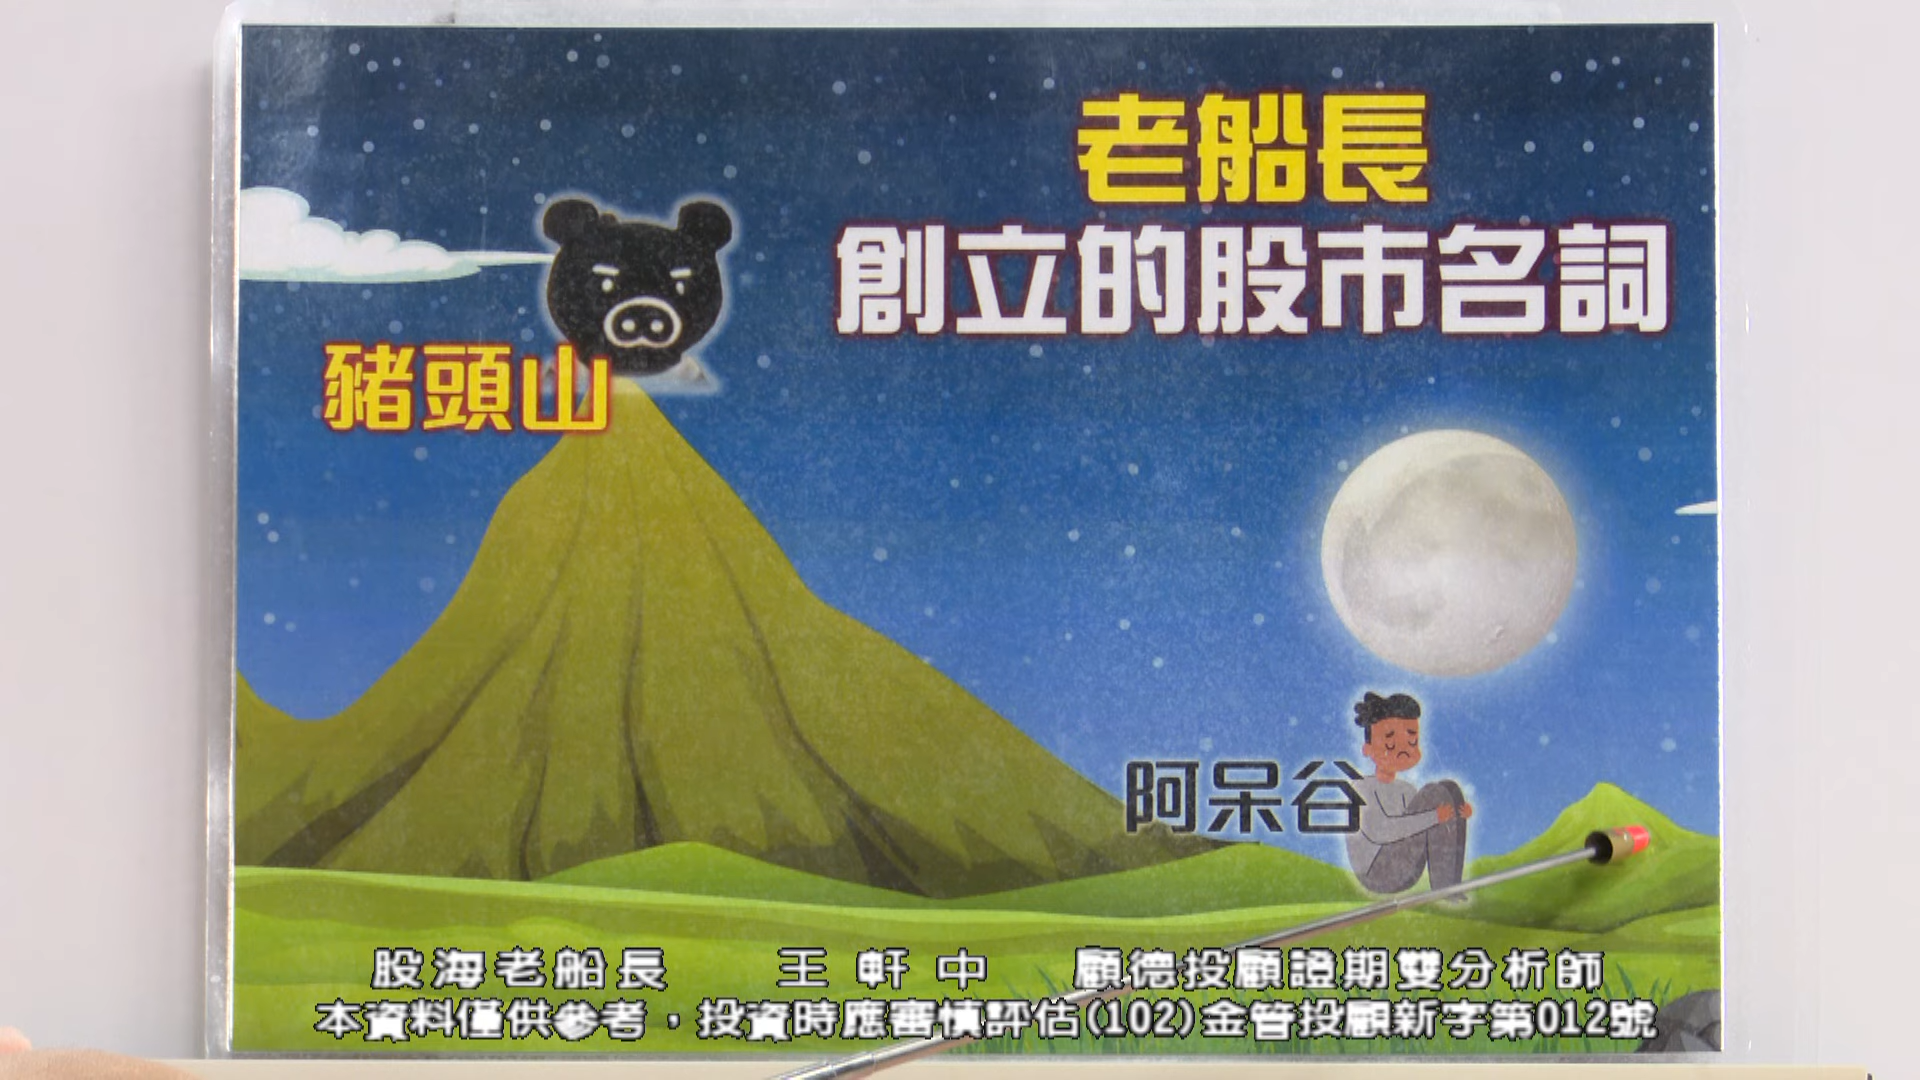 老船長
創立的股市名詞
豬頭山
阿呆谷
股海老船長 王軒中 顧德投顧證期雙分析師
本資料僅供參考，投資時應審慎評估(102)金管投顧新字第012號